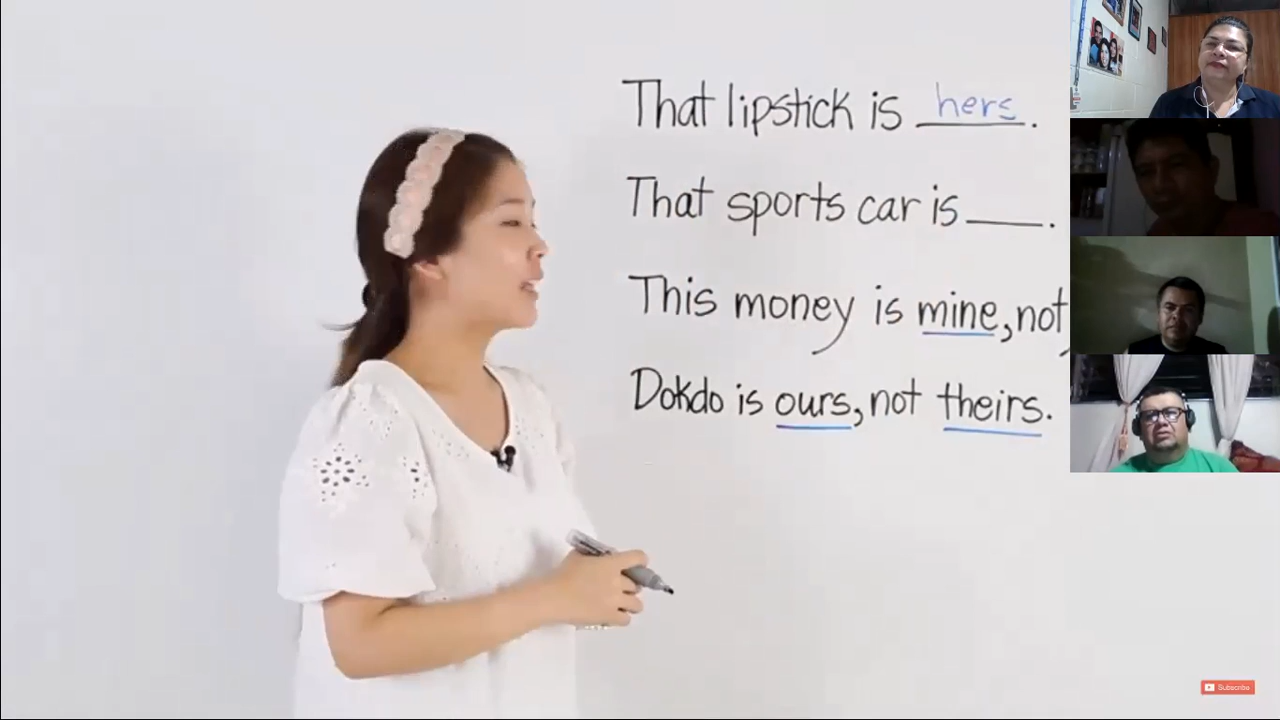 That lipstick is hers.
That sports car is ____.
This money is mine, not
Dokdo is ours, not theirs.
Subscribe